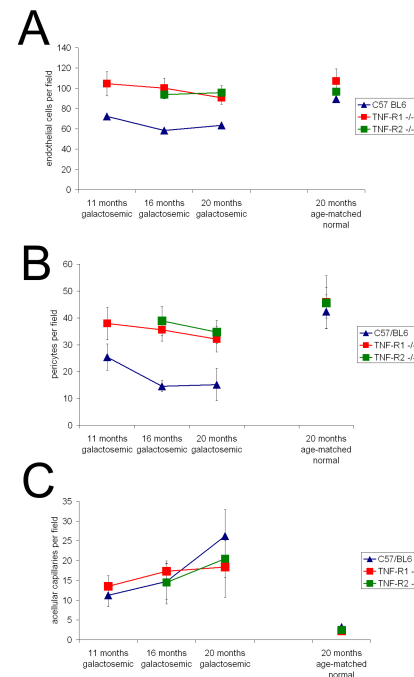 A
140
120
100
80
60
40
20
0
endothelial cells per field
C57 BL6
TNF-R1 -/-
TNF-R2 -/-
11 months
galactosemic
16 months
galactosemic
20 months
galactosemic
20 months
age-matched
normal
B
60
50
40
30
20
10
0
pericytes per field
C57/BL6
TNF-R1 -/-
TNF-R2 -/-
11 months
galactosemic
16 months
galactosemic
20 months
galactosemic
20 months
age-matched
normal
C
35
30
25
20
15
10
5
0
acellular capillaries per field
C57/BL6
TNF-R1 -
TNF-R2 -
11 months
galactosemic
16 months
galactosemic
20 months
galactosemic
20 months
age-matched
normal